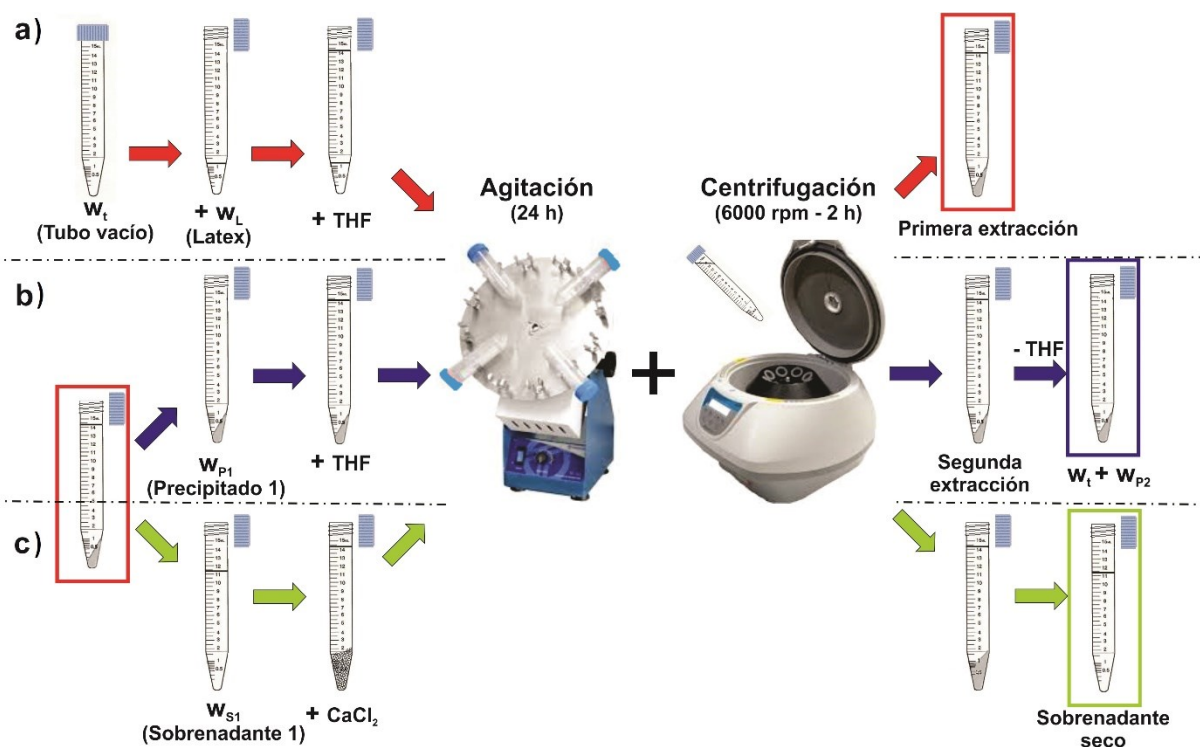 a)
Agitación
(24 h)
Centrifugación
(6000 rpm - 2 h)
wt
(Tubo vacío)
+ wL
(Latex)
+ THF
Primera extracción
b)
- THF
wP1
(Precipitado 1)
+ THF
+
Segunda
extracción
wt + wP2
c)
wS1
(Sobrenadante 1)
+ CaCl2
Sobrenadante
seco